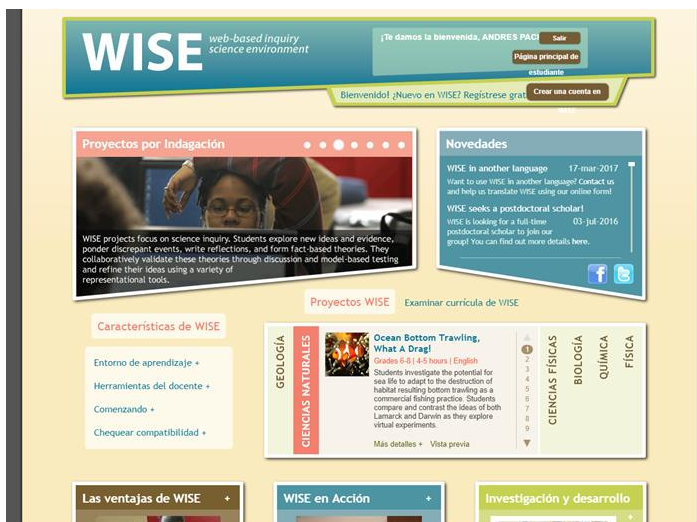 WISE web-based inquiry
science environment
¡Te damos la bienvenida, ANDRES
Salir
Página principal de
estudiante
Bienvenido! ¿Nuevo en WISE? Regístrese
Crear una cuenta en
Proyectos por Indagación
WISE projects focus on science inquiry. Students explore new ideas and evidence,
ponder discrepant events, write reflections, and form fact-based theories. They
collaboratively validate these theories through discussion and model-based testing
and refine their ideas using a variety of
representational tools.
Novedades
WISE in another language 17-mar-2017
Want to use WISE in another language? Contact us
and help us translate WISE using our online form!
WISE seeks a postdoctoral scholar!
WISE is looking for a full-time 03-jul-2016
postdoctoral scholar to join our
group! You can find out more details here.
Proyectos WISE Examinar currícula de WISE
Características de WISE
Entorno de aprendizaje +
Herramientas del docente +
Comenzando +
Chequear compatibilidad +
GEOLOGÍA
CIENCIAS NATURALES
Ocean Bottom Trawling,
What A Drag!
Grades 6-8 | 4-5 hours | English
Students investigate the potential for
sea life to adapt to the destruction of
habitat resulting bottom trawling as a
commercial fishing practice. Students
compare and contrast the ideas of both
Lamarck and Darwin as they explore
virtual experiments.
Más detalles + Vista previa
1
2
3
4
5
6
7
8
9
CIENCIAS FÍSICAS
BIOLOGÍA
QUÍMICA
FÍSICA
Las ventajas de WISE +
WISE en Acción +
Investigación y desarrollo
+